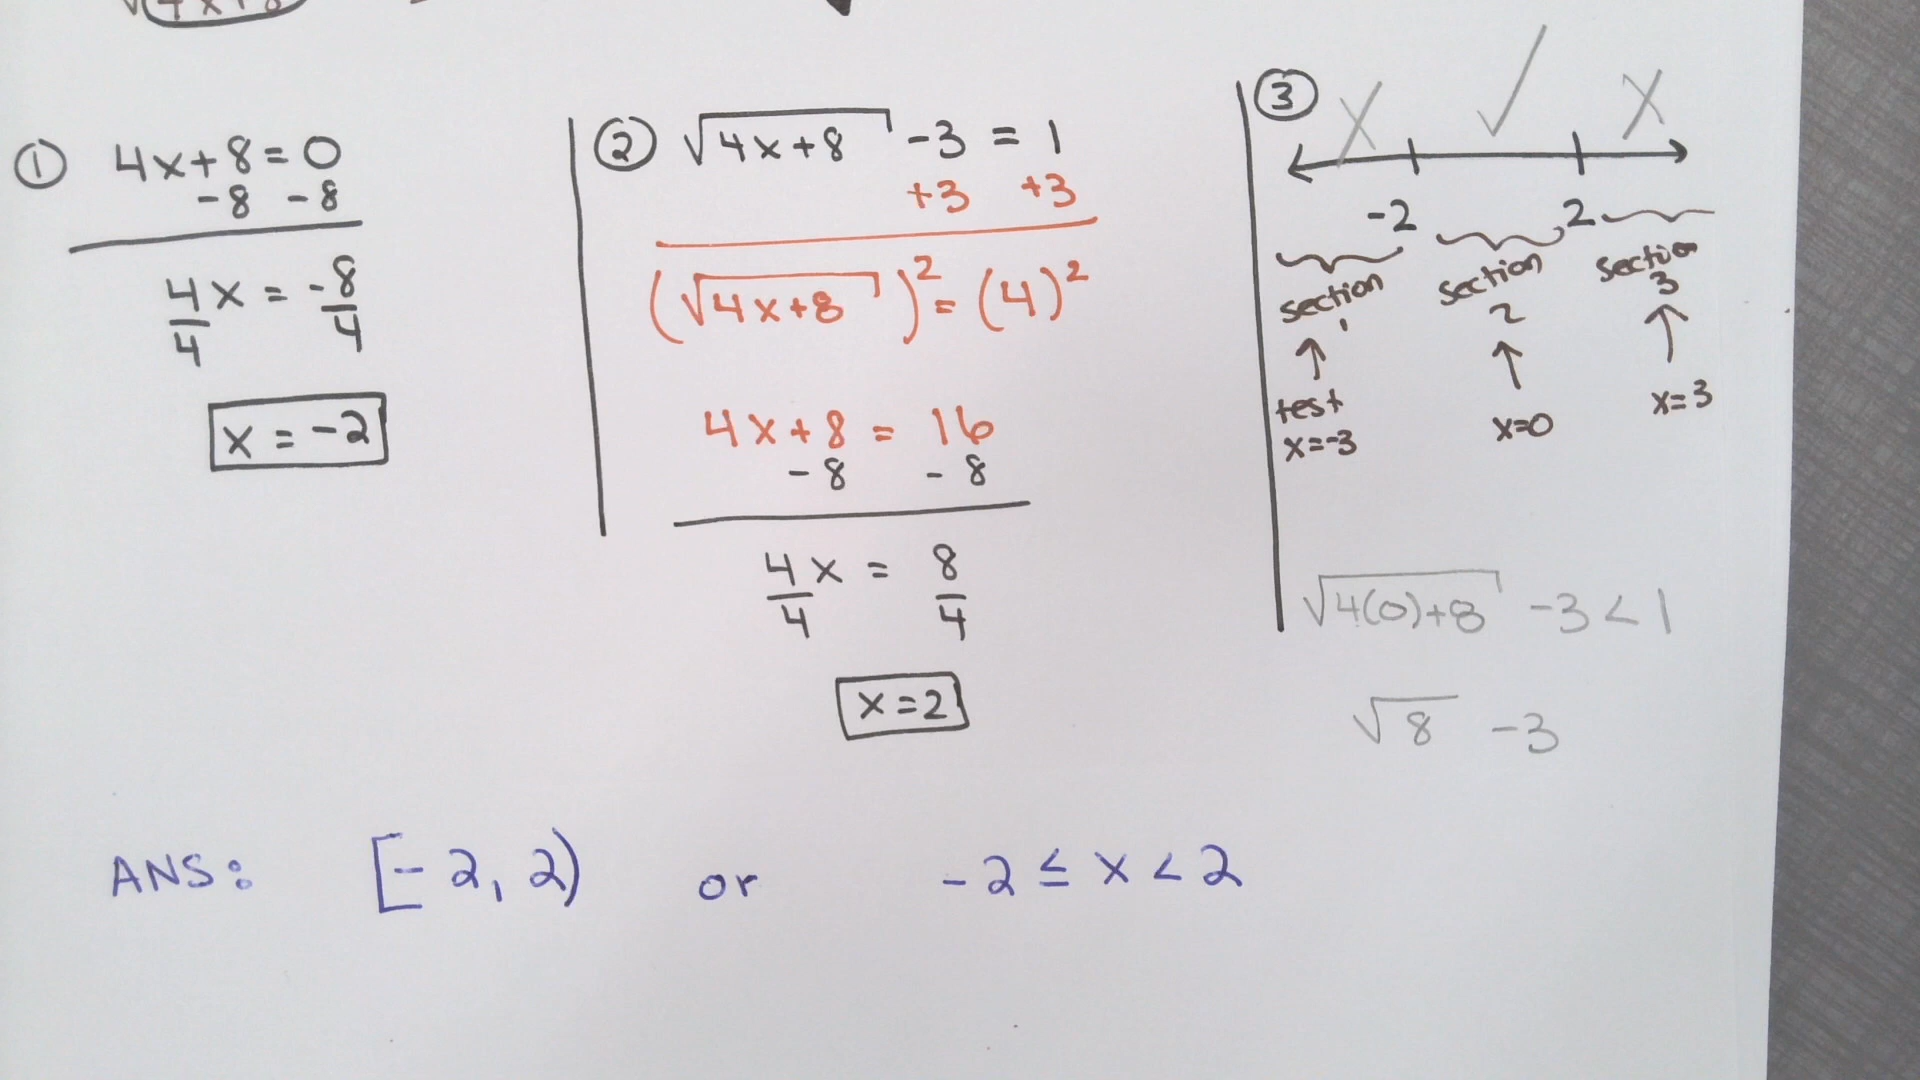 √4x+8
① 4x+8=0
-8 -8
4/4 x = -8/4
x = -2
② √4x+8 -3 = 1
+3 +3
(√4x+8)² = (4)²
4x+8 = 16
-8 -8
4/4 x = 8/4
x=2
③ X ✓ X
-2 2
section 1 section 2 section 3
test x=-3 x=0 x=3
√4(0)+8 -3 < 1
√8 -3
ANS: [-2, 2) or -2 ≤ x < 2